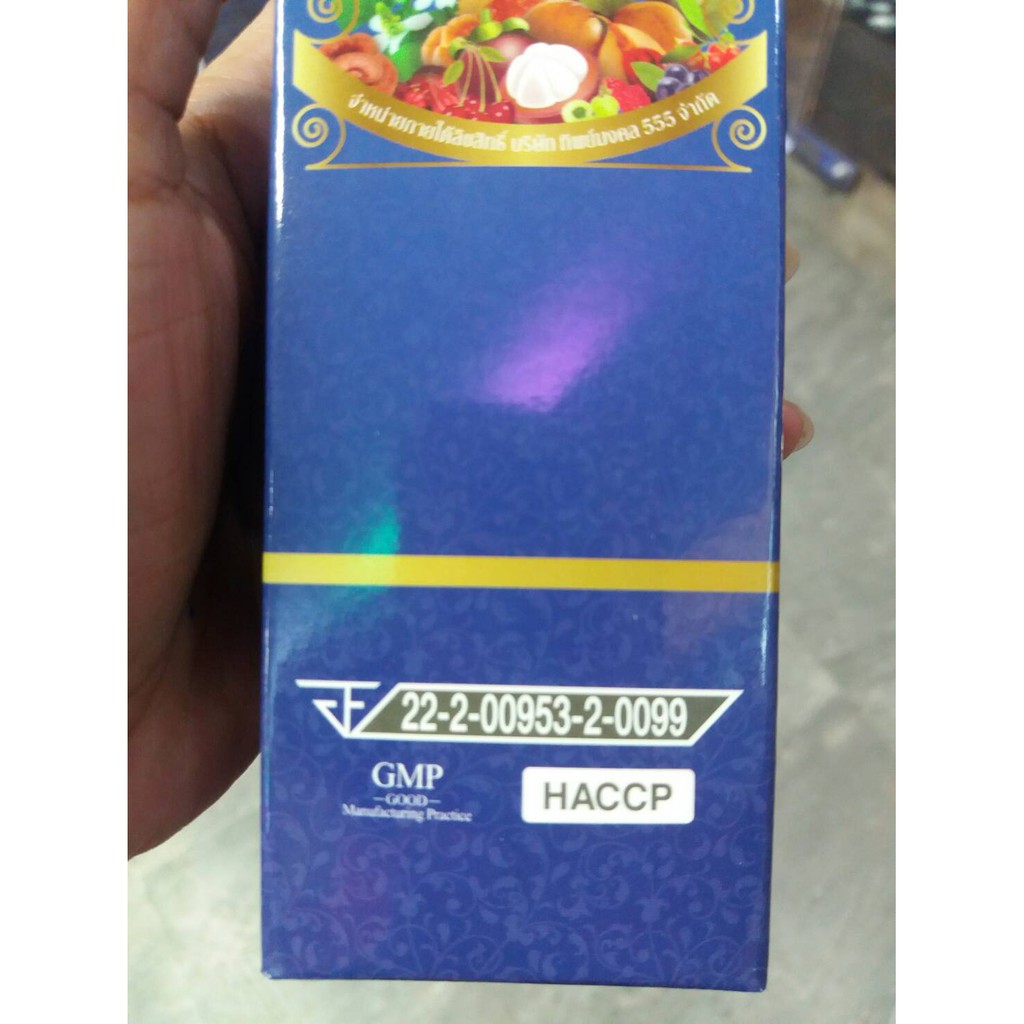 จำหน่ายภายใต้ลิขสิทธิ์ บริษัท ทิพย์มงคล 555 จำกัด
22-2-00953-2-0099
GMP
GOOD
Manufacturing Practice
HACCP